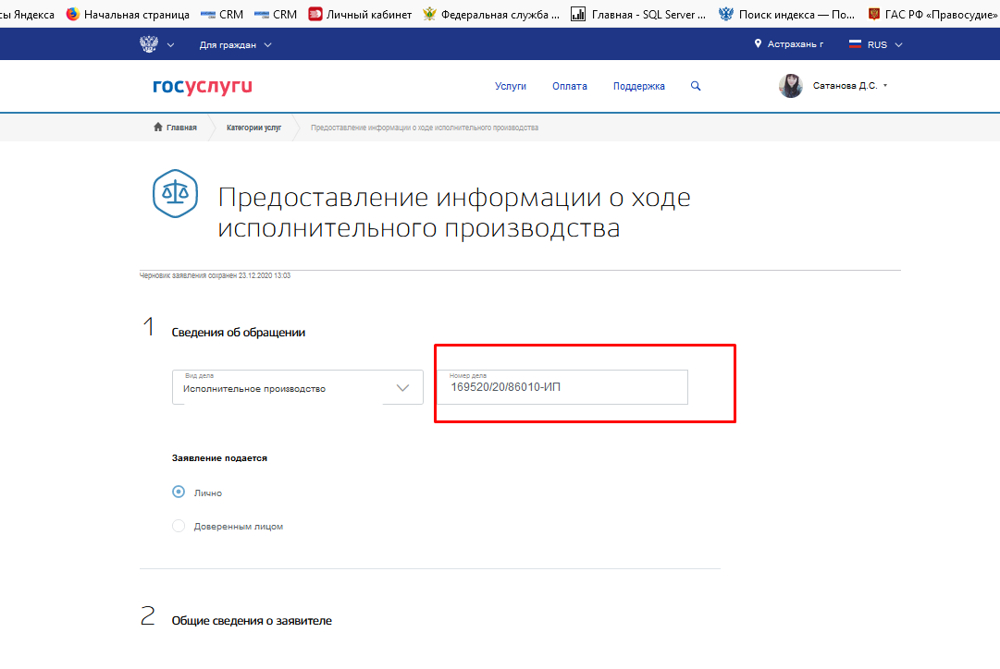 сы Яндекса Начальная страница CRM CRM Личный кабинет Федеральная служба ... Главная - SQL Server ... Поиск индекса — По... ГАС РФ «Правосудие»
Для граждан Астрахань г RUS
госуслуги Услуги Оплата Поддержка Сатанова Д.С.
Главная Категории услуг Предоставление информации о ходе исполнительного производства
Предоставление информации о ходе
исполнительного производства
Черновик заявления сохранен 23.12.2020 13:03
1 Сведения об обращении
Вид дела Номер дела
Исполнительное производство 169520/20/86010-ИП
Заявление подается
Лично
Доверенным лицом
2 Общие сведения о заявителе